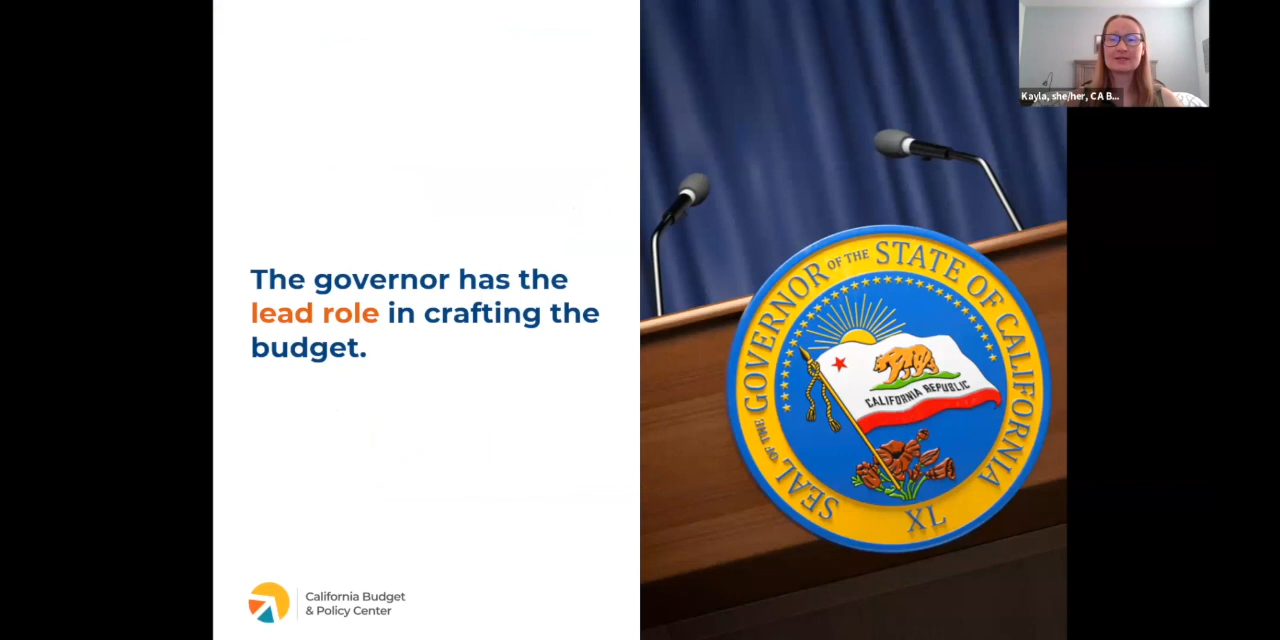 The governor has the
lead role in crafting the
budget.
California Budget
& Policy Center
SEAL OF THE GOVERNOR OF THE STATE OF CALIFORNIA
CALIFORNIA REPUBLIC
XL
Kayla, she/her, CA B...